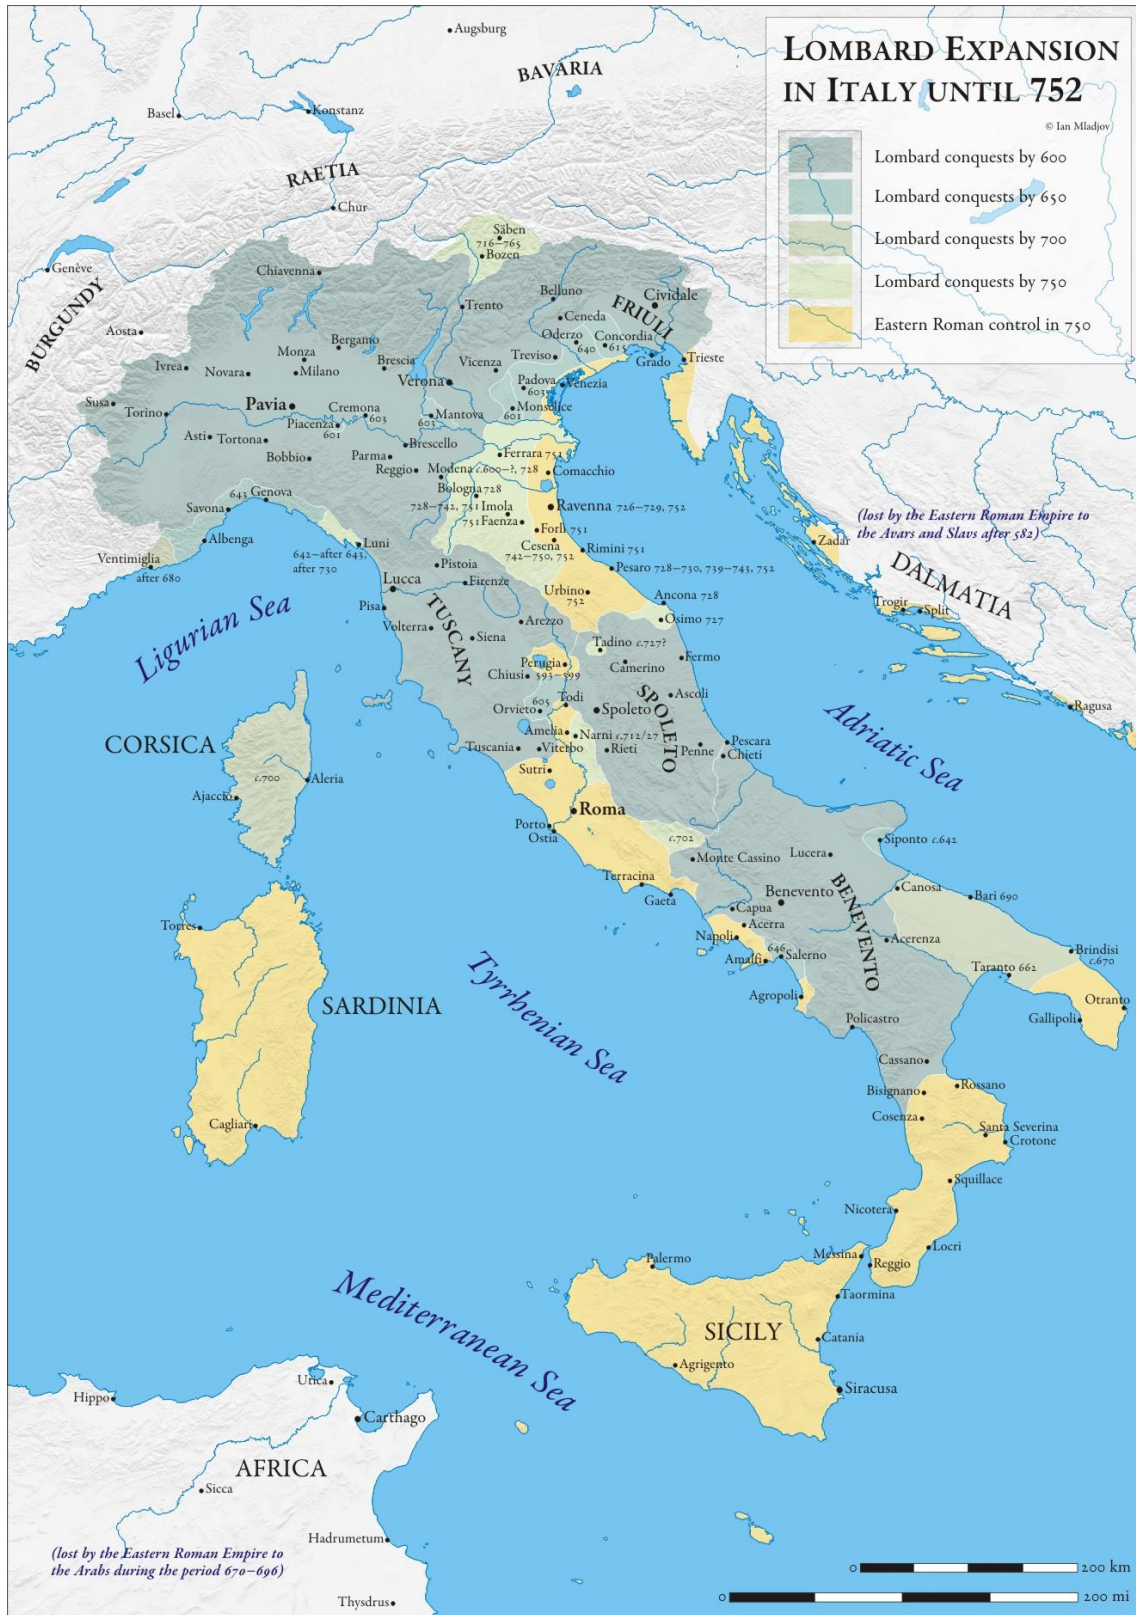 LOMBARD EXPANSION
IN ITALY UNTIL 752
© Ian Mladjov
Lombard conquests by 600
Lombard conquests by 650
Lombard conquests by 700
Lombard conquests by 750
Eastern Roman control in 750
Augsburg
BAVARIA
Basel
Konstanz
RAETIA
Chur
Säben
716–765
Bozen
Genève
Chiavenna
BURGUNDY
Trento
Belluno
Cividale
FRIULI
Ceneda
Aosta
Oderzo
640
Concordia
615
Bergamo
Monza
Brescia
Vicenza
Treviso
Grado
Trieste
Ivrea
Novara
Milano
Verona
Padova
603
Venezia
Susa
Torino
Pavia
Cremona
603
Mantova
603
Monselice
601
Piacenza
601
Asti
Tortona
Brescello
Bobbio
Parma
Reggio
Ferrara 751
Modena c.600–?, 728
Comacchio
Bologna 728
728–742, 751
Imola
751
Faenza
Ravenna 726–729, 752
643
Genova
Savona
Forlì 751
Albenga
Luni
642–after 643,
after 730
Cesena
742–750, 752
Rimini 751
Ventimiglia
after 680
Pistoia
Pesaro 728–730, 739–743, 752
Lucca
Firenze
Urbino
752
Ancona 728
Pisa
TUSCANY
Arezzo
Osimo 727
Volterra
Siena
Tadino c.727?
Perugia
593–599
Camerino
Fermo
Chiusi
(lost by the Eastern Roman Empire to
the Avars and Slavs after 582)
Zadar
DALMATIA
Trogir
Split
Ragusa
Ligurian Sea
Adriatic Sea
605
Todi
Orvieto
Spoleto
SPOLETO
Ascoli
Amelia
Narni c.712/27
Tuscania
Viterbo
Rieti
Penne
Pescara
Chieti
Sutri
CORSICA
c.700
Aleria
Ajaccio
Roma
Porto
Ostia
c.702
Monte Cassino
Lucera
Siponto c.642
Terracina
Gaeta
Benevento
BENEVENTO
Canosa
Bari 690
Capua
Acerra
Napoli
Acerenza
Brindisi
c.670
646
Amalfi
Salerno
Taranto 662
Torres
Agropoli
Otranto
Gallipoli
SARDINIA
Tyrrhenian Sea
Policastro
Cassano
Bisignano
Rossano
Cosenza
Santa Severina
Crotone
Cagliari
Squillace
Nicotera
Locri
Messina
Reggio
Palermo
Taormina
Mediterranean Sea
SICILY
Catania
Agrigento
Siracusa
Utica
Hippo
Carthago
AFRICA
Sicca
Hadrumetum
(lost by the Eastern Roman Empire to
the Arabs during the period 670–696)
Thysdrus
0 200 km
0 200 mi